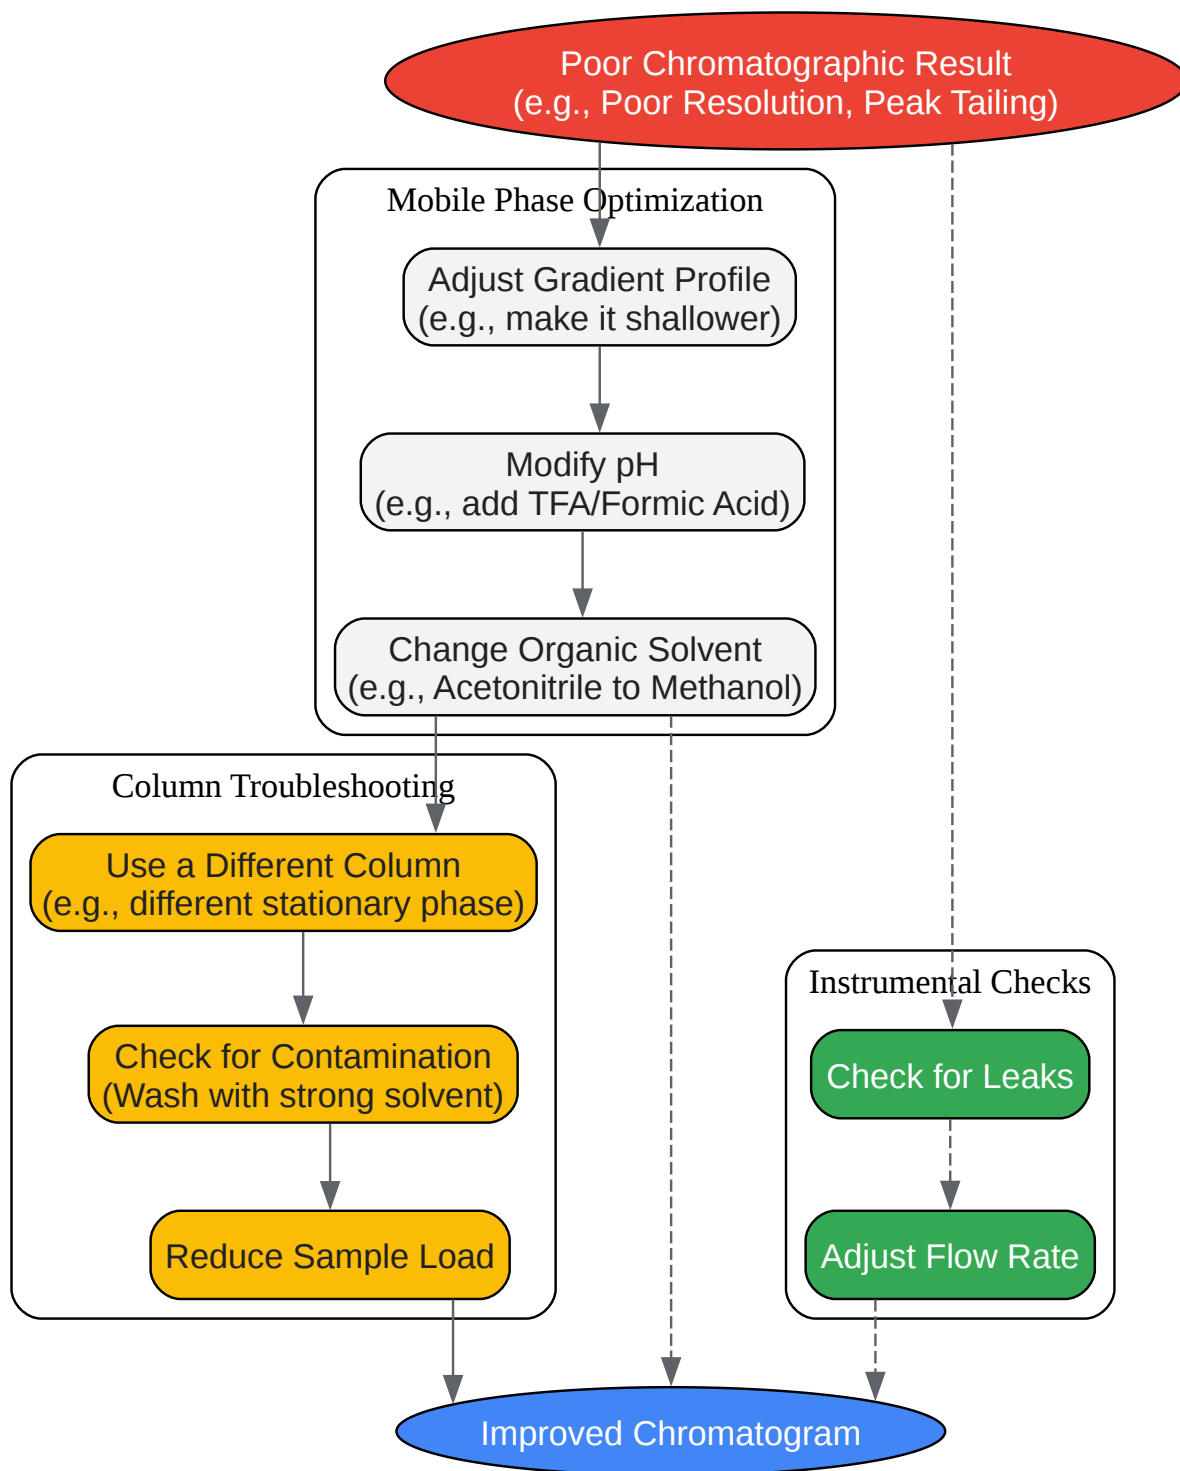 Poor Chromatographic Result
(e.g., Poor Resolution, Peak Tailing)
Mobile Phase Optimization
Adjust Gradient Profile
(e.g., make it shallower)
Modify pH
(e.g., add TFA/Formic Acid)
Change Organic Solvent
(e.g., Acetonitrile to Methanol)
Column Troubleshooting
Use a Different Column
(e.g., different stationary phase)
Check for Contamination
(Wash with strong solvent)
Reduce Sample Load
Instrumental Checks
Check for Leaks
Adjust Flow Rate
Improved Chromatogram